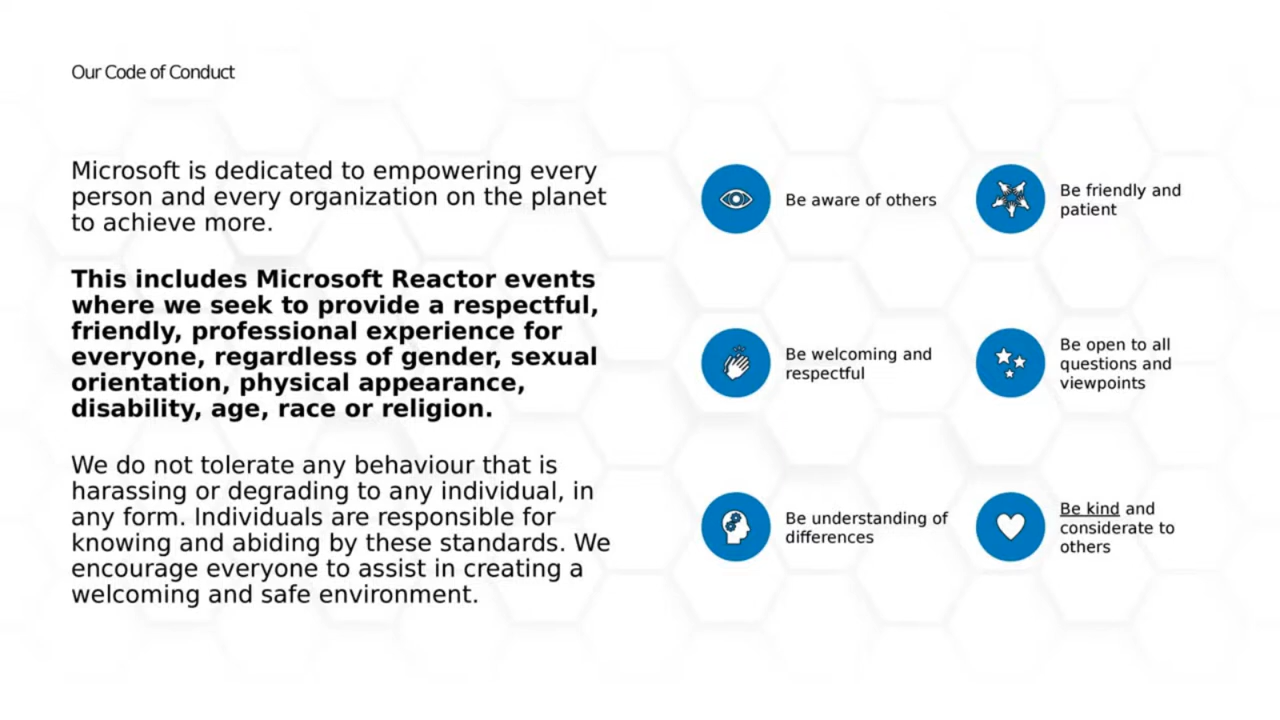 Our Code of Conduct
Microsoft is dedicated to empowering every
person and every organization on the planet
to achieve more.
This includes Microsoft Reactor events
where we seek to provide a respectful,
friendly, professional experience for
everyone, regardless of gender, sexual
orientation, physical appearance,
disability, age, race or religion.
We do not tolerate any behaviour that is
harassing or degrading to any individual, in
any form. Individuals are responsible for
knowing and abiding by these standards. We
encourage everyone to assist in creating a
welcoming and safe environment.
Be aware of others
Be friendly and
patient
Be welcoming and
respectful
Be open to all
questions and
viewpoints
Be understanding of
differences
Be kind and
considerate to
others